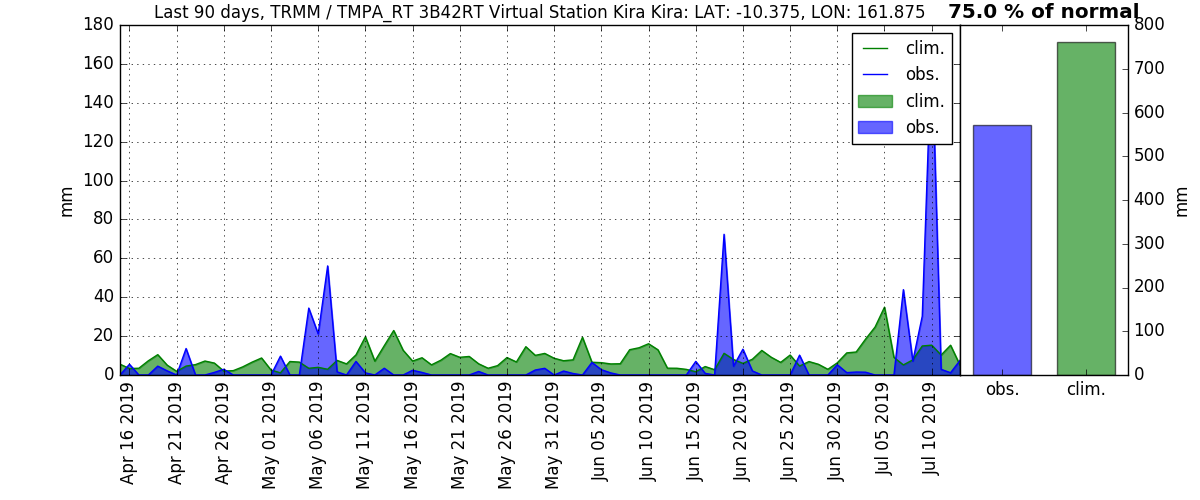 Last 90 days, TRMM / TMPA_RT 3B42RT Virtual Station Kira Kira: LAT: -10.375, LON: 161.875
75.0 % of normal
180
160
140
120
100
80
60
40
20
0
mm
clim.
obs.
clim.
obs.
Apr 16 2019
Apr 21 2019
Apr 26 2019
May 01 2019
May 06 2019
May 11 2019
May 16 2019
May 21 2019
May 26 2019
May 31 2019
Jun 05 2019
Jun 10 2019
Jun 15 2019
Jun 20 2019
Jun 25 2019
Jun 30 2019
Jul 05 2019
Jul 10 2019
800
700
600
500
400
300
200
100
0
mm
obs.
clim.